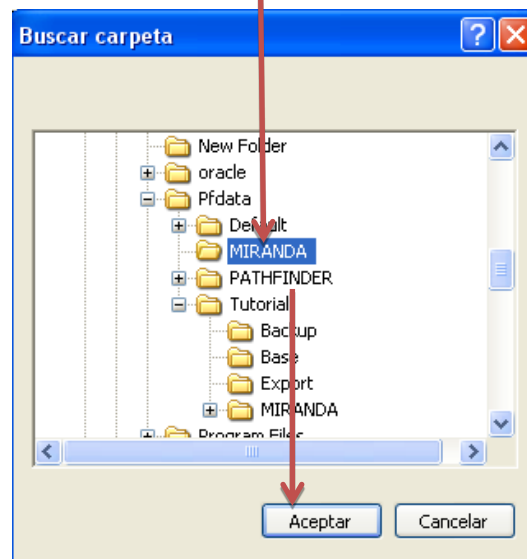 Buscar carpeta
New Folder
oracle
Pfdata
Default
MIRANDA
PATHFINDER
Tutorial
Backup
Base
Export
MIRANDA
Program Files
Aceptar Cancelar